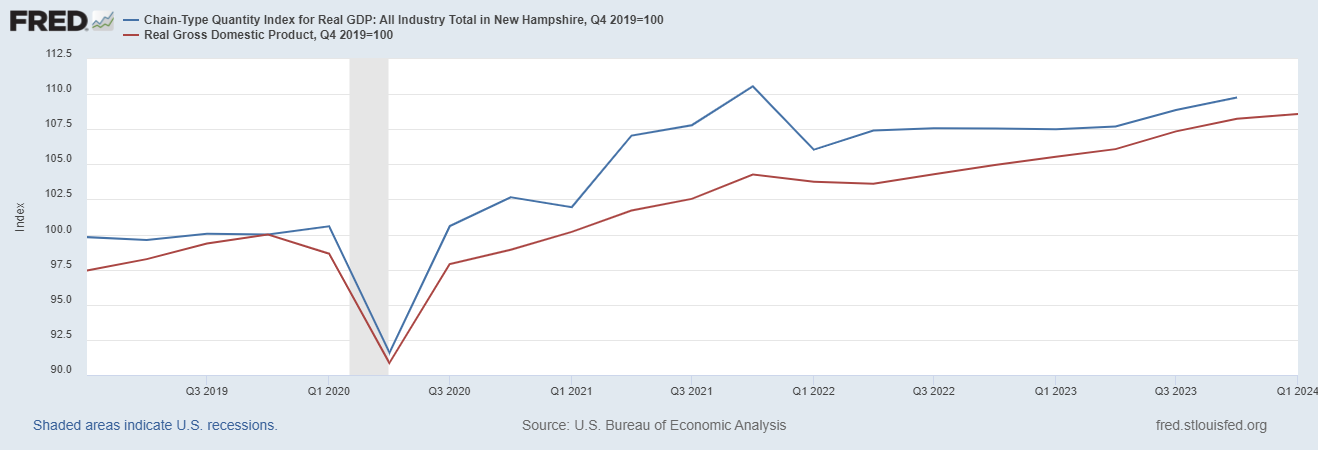 FRED
Chain-Type Quantity Index for Real GDP: All Industry Total in New Hampshire, Q4 2019=100
Real Gross Domestic Product, Q4 2019=100
112.5
110.0
107.5
105.0
102.5
100.0
97.5
95.0
92.5
90.0
Index
Q3 2019 Q1 2020 Q3 2020 Q1 2021 Q3 2021 Q1 2022 Q3 2022 Q1 2023 Q3 2023 Q1 2024
Shaded areas indicate U.S. recessions. Source: U.S. Bureau of Economic Analysis fred.stlouisfed.org